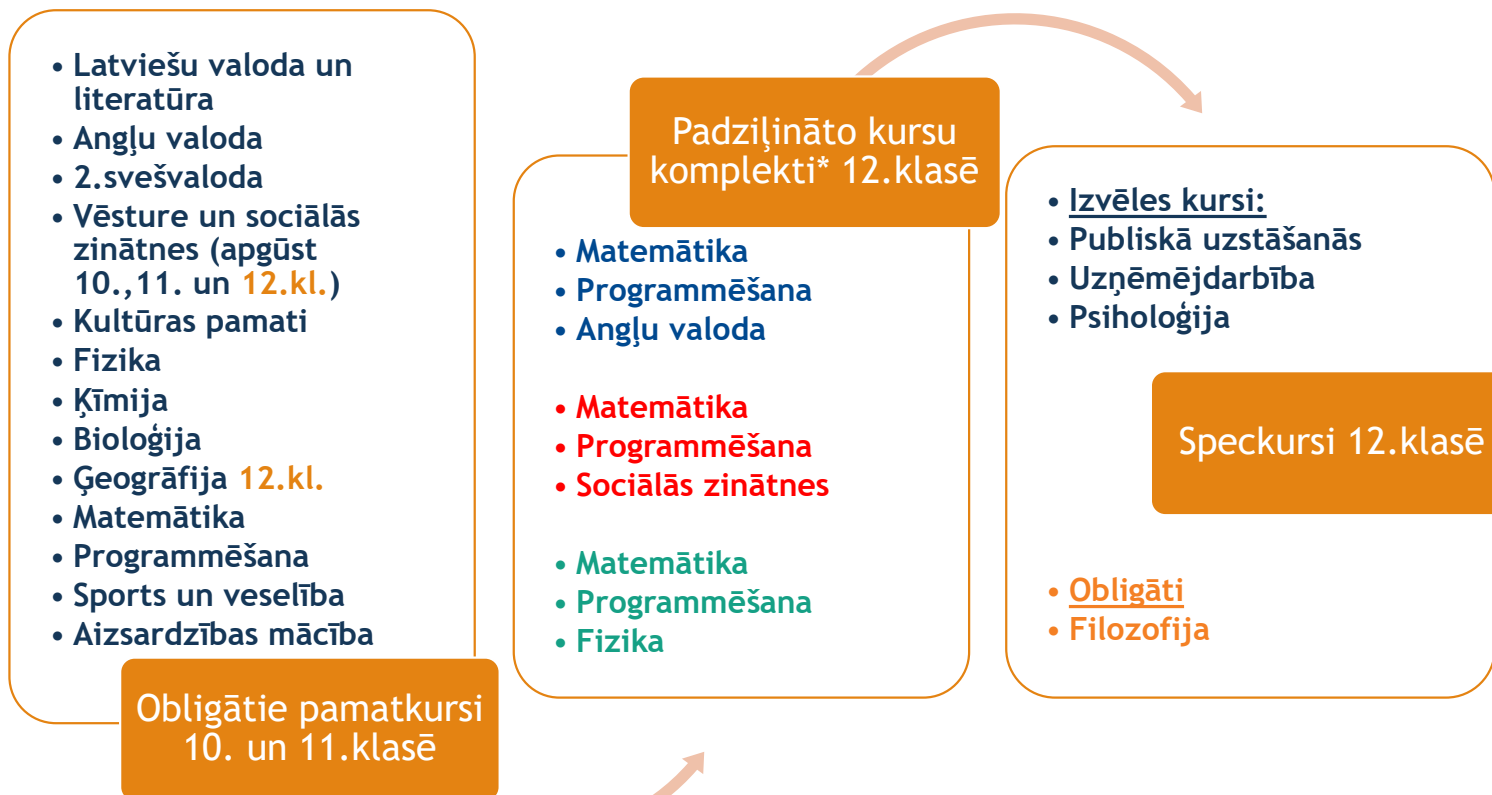 • Latviešu valoda un
literatūra
• Angļu valoda
• 2.svešvaloda
• Vēsture un sociālās
zinātnes (apgūst
10.,11. un 12.kl.)
• Kultūras pamati
• Fizika
• Ķīmija
• Bioloģija
• Ģeogrāfija 12.kl.
• Matemātika
• Programmēšana
• Sports un veselība
• Aizsardzības mācība
Obligātie pamatkursi
10. un 11.klasē
Padziļināto kursu
komplekti* 12.klasē
• Matemātika
• Programmēšana
• Angļu valoda
• Matemātika
• Programmēšana
• Sociālās zinātnes
• Matemātika
• Programmēšana
• Fizika
• Izvēles kursi:
• Publiskā uzstāšanās
• Uzņēmējdarbība
• Psiholoģija
Speckursi 12.klasē
• Obligāti
• Filozofija